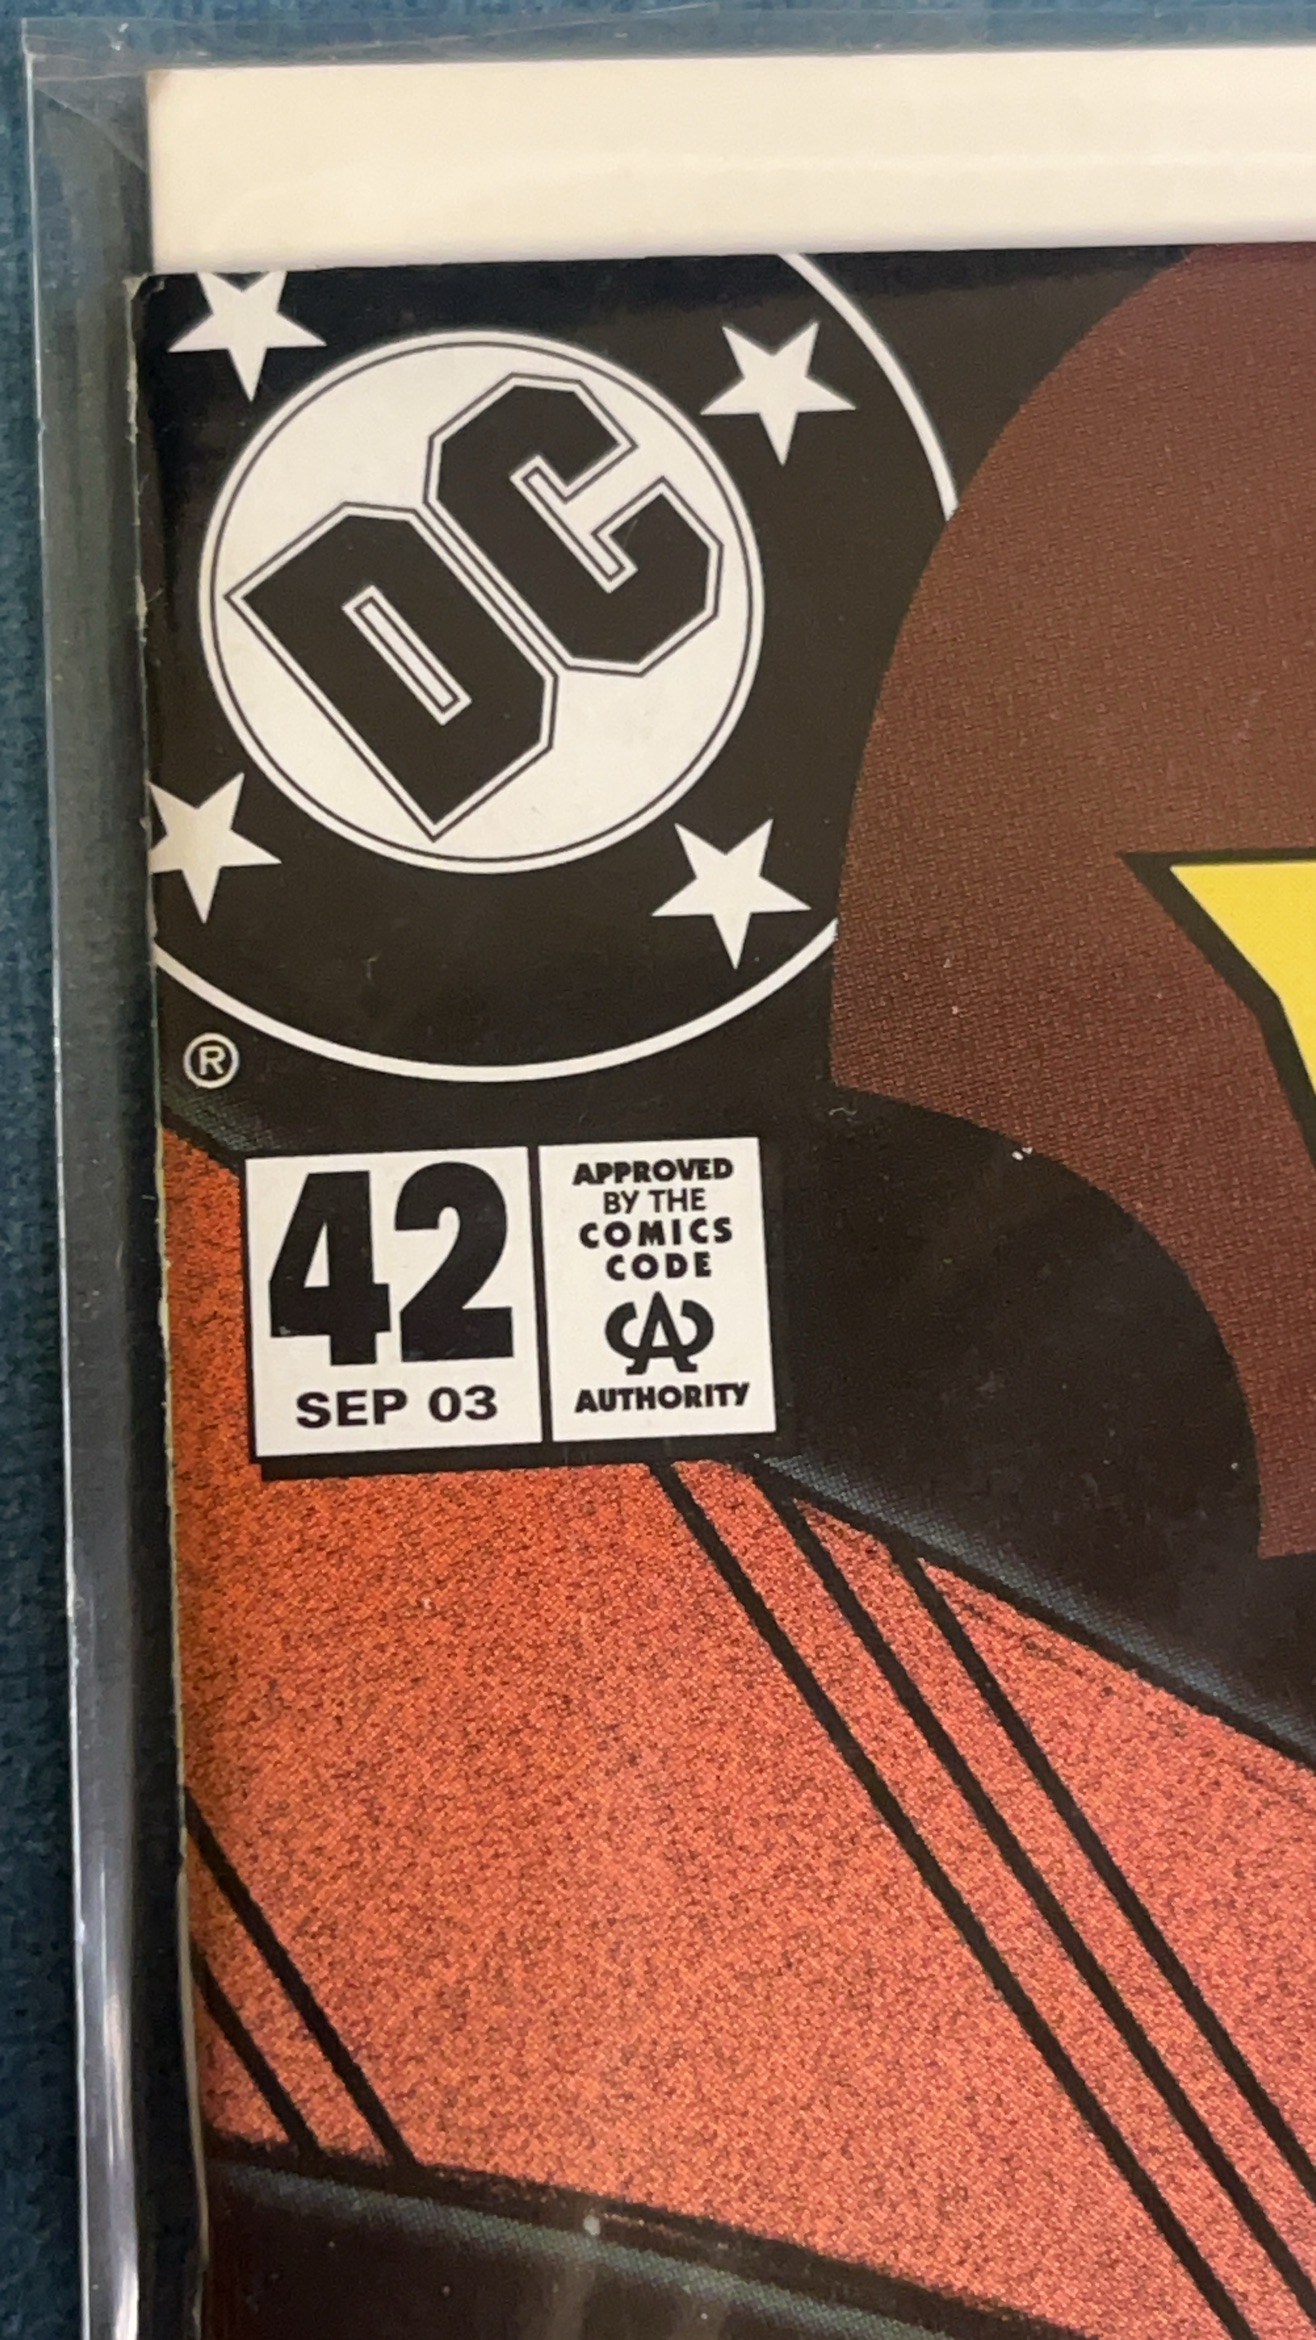 DC
®
42
SEP 03
APPROVED
BY THE
COMICS
CODE
CA
AUTHORITY